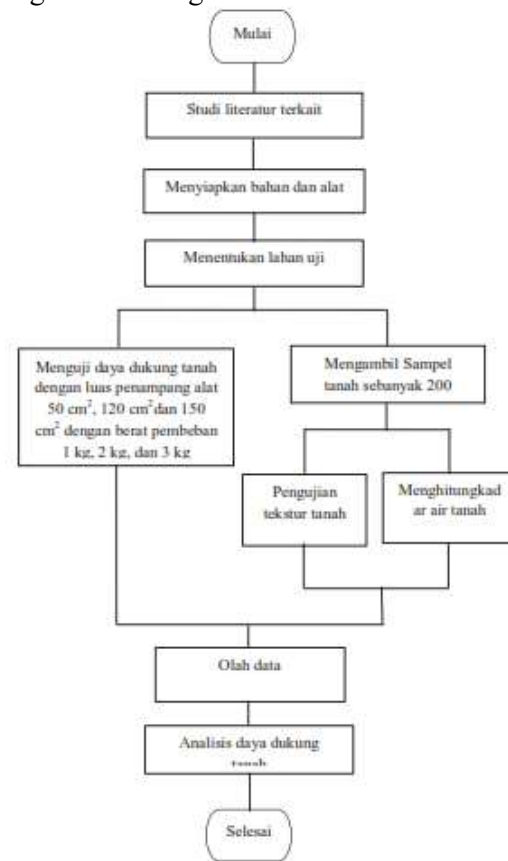 Mulai
Studi literatur terkait
Menyiapkan bahan dan alat
Menentukan lahan uji
Menguji daya dukung tanah
dengan luas penampang alat
50 cm², 120 cm²dan 150
cm² dengan berat pembeban
1 kg, 2 kg, dan 3 kg
Mengambil Sampel
tanah sebanyak 200
Pengujian
tekstur tanah
Menghitungkad
ar air tanah
Olah data
Analisis daya dukung
tanah
Selesai